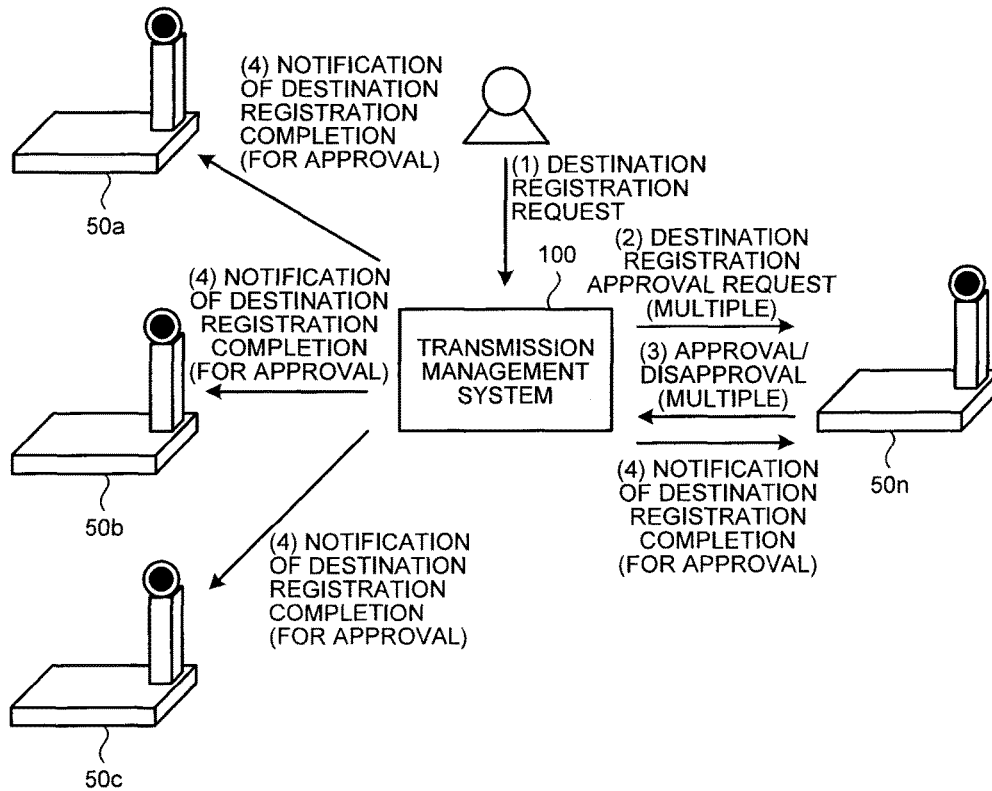 (4) NOTIFICATION
OF DESTINATION
REGISTRATION
COMPLETION
(FOR APPROVAL)
50a
(1) DESTINATION
REGISTRATION
REQUEST
100
(2) DESTINATION
REGISTRATION
APPROVAL REQUEST
(MULTIPLE)
(4) NOTIFICATION
OF DESTINATION
REGISTRATION
COMPLETION
(FOR APPROVAL)
TRANSMISSION
MANAGEMENT
SYSTEM
(3) APPROVAL/
DISAPPROVAL
(MULTIPLE)
50b
(4) NOTIFICATION
OF DESTINATION
REGISTRATION
COMPLETION
(FOR APPROVAL)
50n
(4) NOTIFICATION
OF DESTINATION
REGISTRATION
COMPLETION
(FOR APPROVAL)
50c